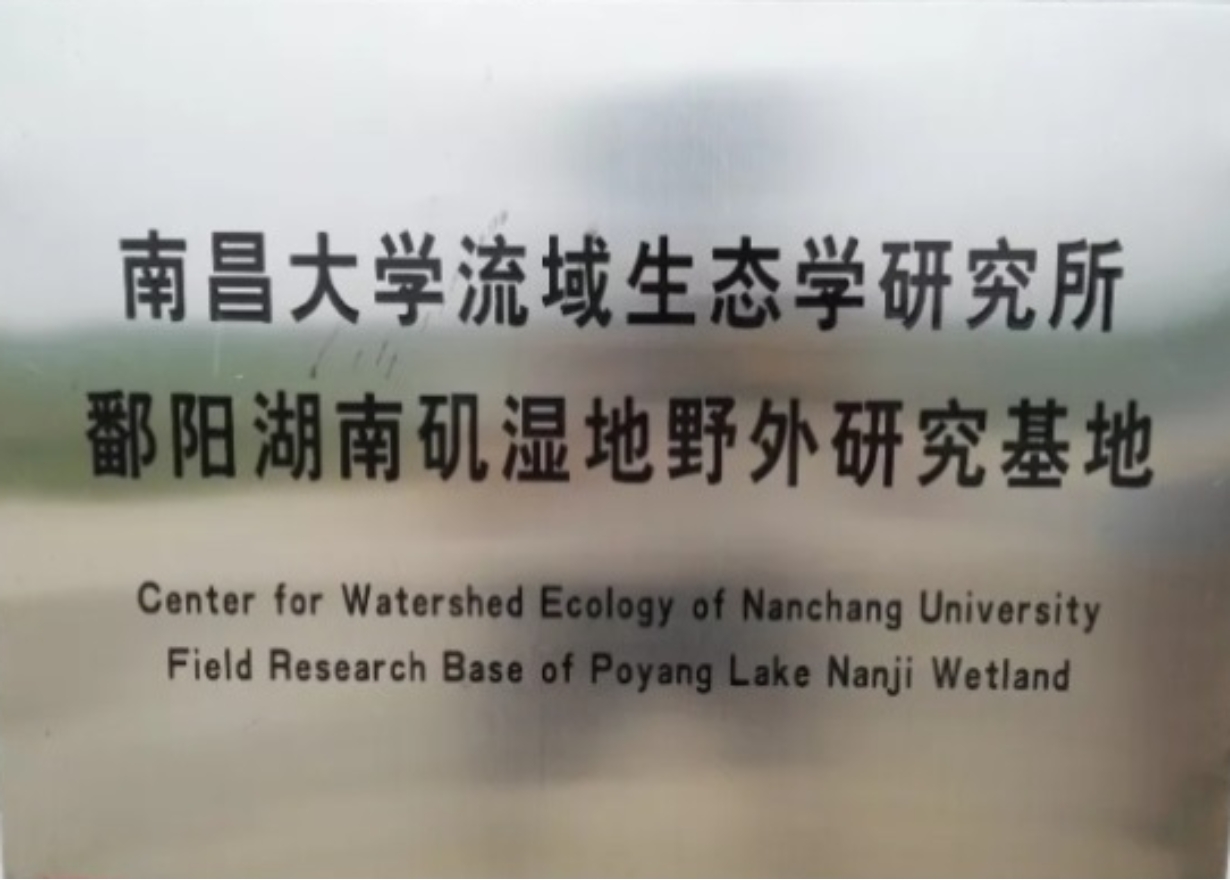 南昌大学流域生态学研究所
鄱阳湖南矶湿地野外研究基地
Center for Watershed Ecology of Nanchang University
Field Research Base of Poyang Lake Nanji Wetland